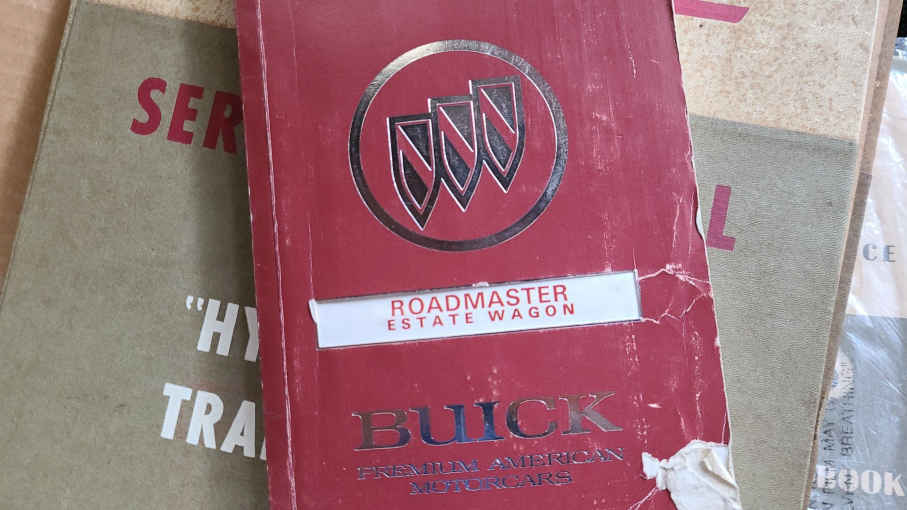 SER
L
"HY
TRA
ROADMASTER
ESTATE WAGON
BUICK
PREMIUM AMERICAN
MOTORCARS
CE
BOOK